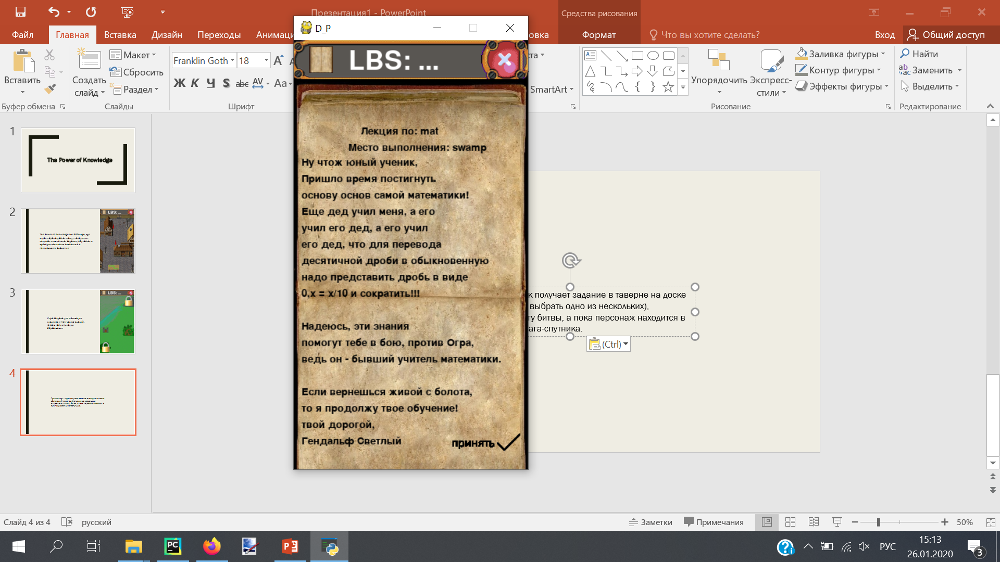 Презентация1 - PowerPoint
Средства рисования
Файл
Главная
Вставка
Дизайн
Переходы
Анимаци
овка
Формат
Что вы хотите сделать?
Вход
Общий доступ
Вставить
Создать
слайд
Макет
Сбросить
Раздел
Franklin Goth
18
Ж К Ч S abc AV Aa
ста
SmartArt
Упорядочить
Экспресс-
стили
Заливка фигуры
Контур фигуры
Эффекты фигуры
Найти
Заменить
Выделить
Буфер обмена
Слайды
Шрифт
Рисование
Редактирование
D_P
LBS: ...
Лекция по: mat
Место выполнения: swamp
Ну чтож юный ученик,
Пришло время постигнуть
основу основ самой математики!
Еще дед учил меня, а его
учил его дед, а его учил
его дед, что для перевода
десятичной дроби в обыкновенную
надо представить дробь в виде
0,x = x/10 и сократить!!!
Надеюсь, эти знания
помогут тебе в бою, против Огра,
ведь он - бывший учитель математики.
Если вернешься живой с болота,
то я продолжу твое обучение!
твой дорогой,
Гендальф Светлый
принять
1
The Power of Knowledge
2
LBS: ...
3
LBS: ...
4
к получает задание в таверне на доске
выбрать одно из нескольких),
ту битвы, а пока персонаж находится в
ага-спутника.
(Ctrl)
Слайд 4 из 4
русский
Заметки
Примечания
50%
РУС
15:13
26.01.2020
3